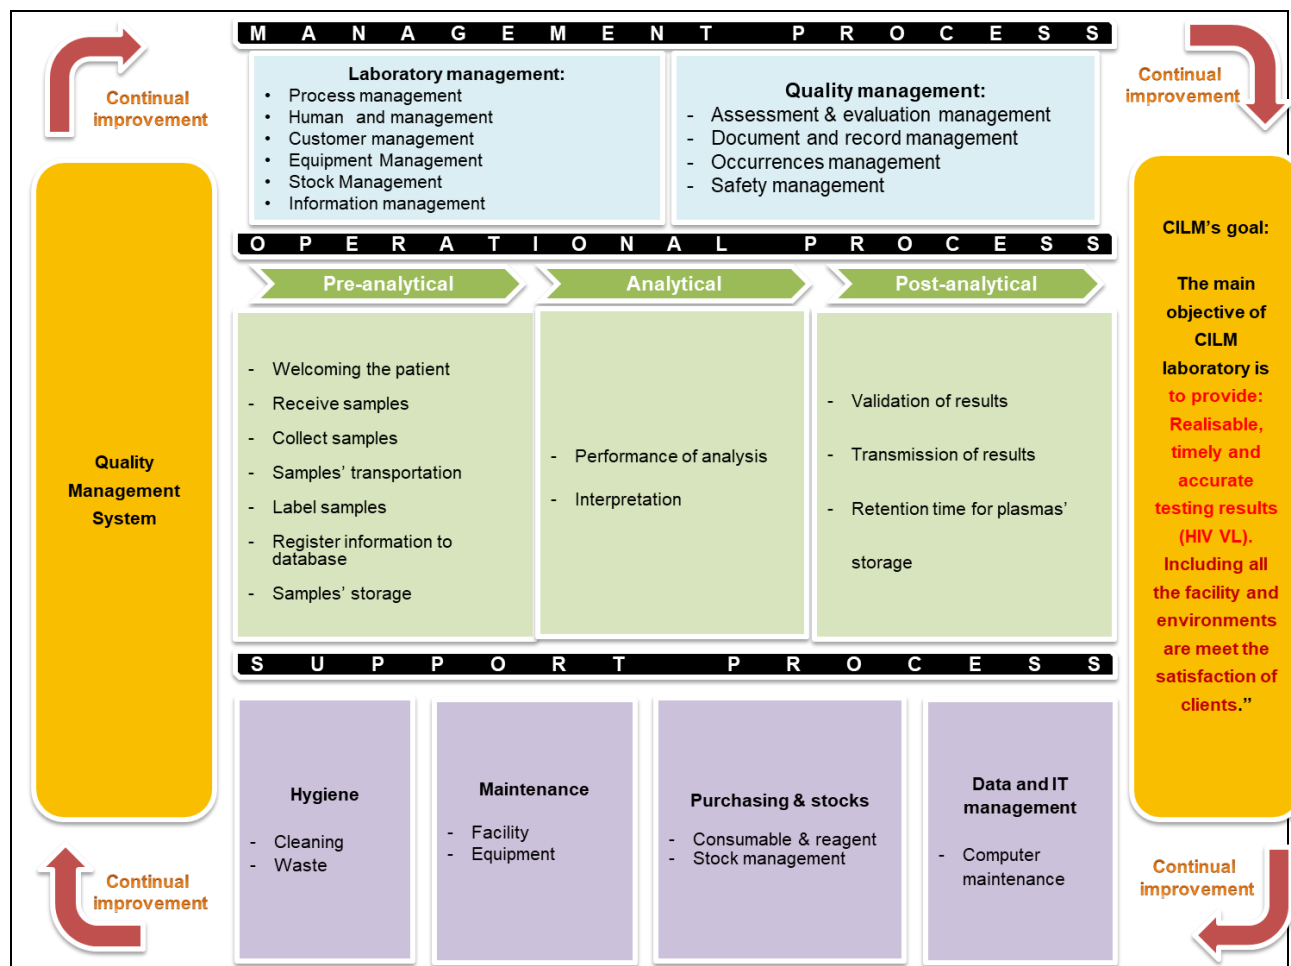 MANAGEMENT PROCESS
Continual
improvement
Laboratory management:
• Process management
• Human and management
• Customer management
• Equipment Management
• Stock Management
• Information management
Quality management:
- Assessment & evaluation management
- Document and record management
- Occurrences management
- Safety management
Continual
improvement
Quality
Management
System
OPERATIONAL PROCESS
Pre-analytical
Analytical
Post-analytical
- Welcoming the patient
- Receive samples
- Collect samples
- Samples’ transportation
- Label samples
- Register information to
database
- Samples’ storage
- Performance of analysis
- Interpretation
- Validation of results
- Transmission of results
- Retention time for plasmas’
storage
CILM’s goal:
The main
objective of
CILM
laboratory is
to provide:
Realisable,
timely and
accurate
testing results
(HIV VL).
Including all
the facility and
environments
are meet the
satisfaction of
clients.”
SUPPORT PROCESS
Hygiene
- Cleaning
- Waste
Maintenance
- Facility
- Equipment
Purchasing & stocks
- Consumable & reagent
- Stock management
Data and IT
management
- Computer
maintenance
Continual
improvement
Continual
improvement